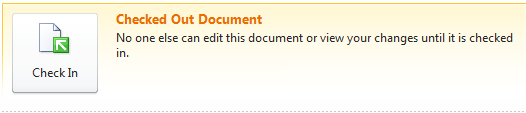 Checked Out Document
No one else can edit this document or view your changes until it is checked
in.
Check In